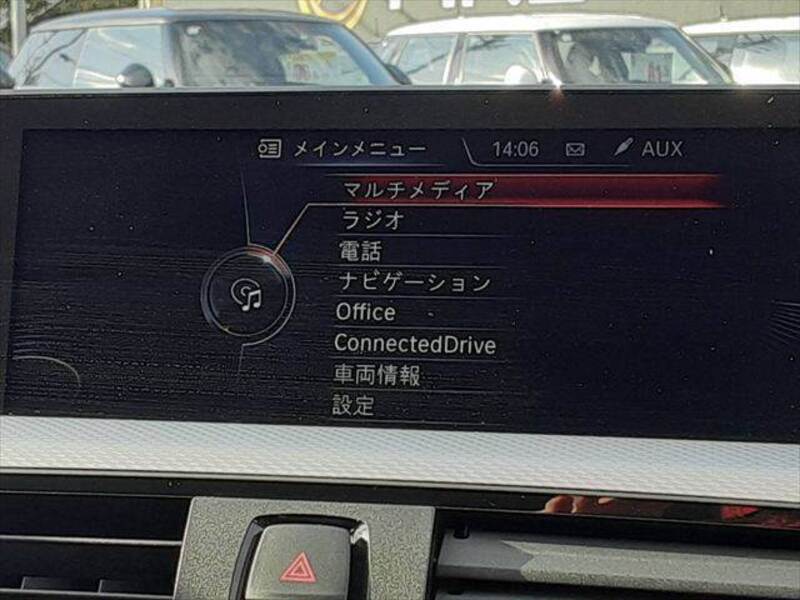 メインメニュー 14:06 AUX
マルチメディア
ラジオ
電話
ナビゲーション
Office
ConnectedDrive
車両情報
設定